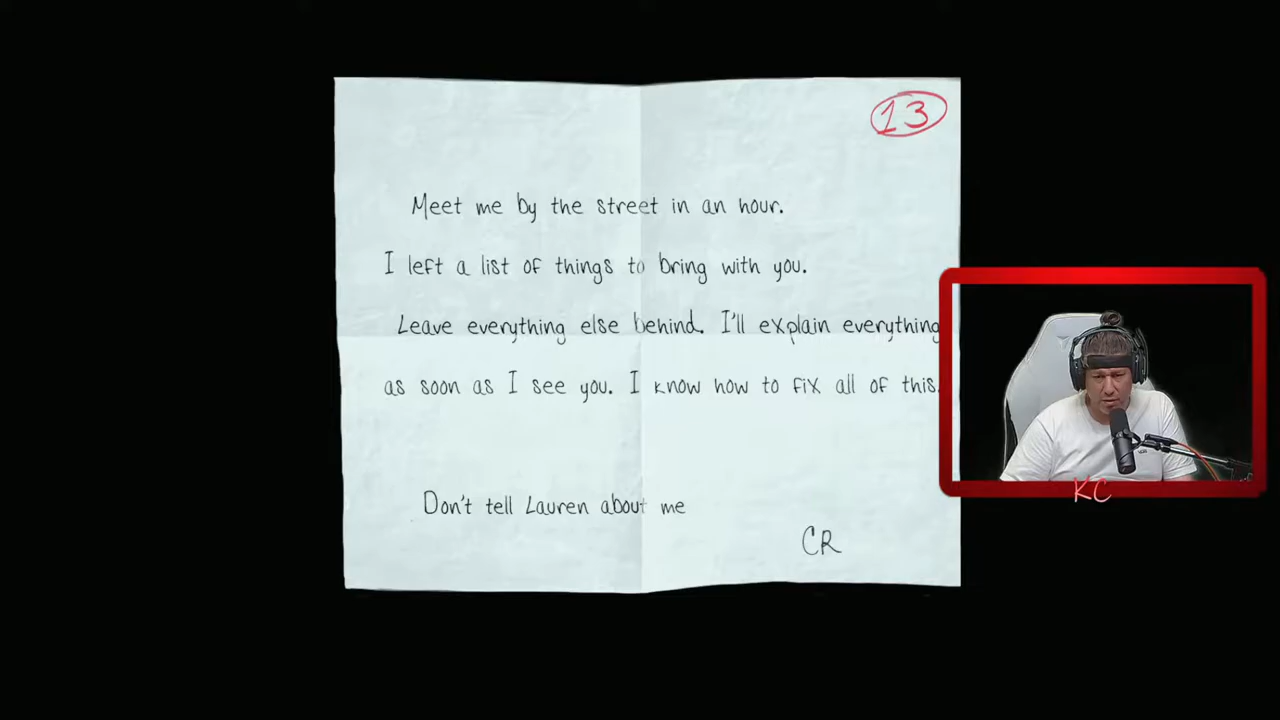 13
Meet me by the street in an hour.
I left a list of things to bring with you.
Leave everything else behind. I'll explain everything
as soon as I see you. I know how to fix all of this.
Don't tell Lauren about me
CR
KC